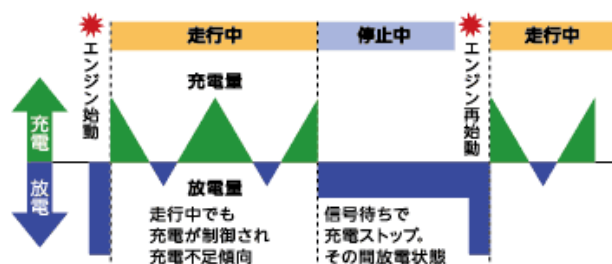 エンジン始動
走行中
停止中
エンジン再始動
走行中
充電量
充電
放電
放電量
走行中でも
充電が制御され
充電不足傾向
信号待ちで
充電ストップ。
その間放電状態